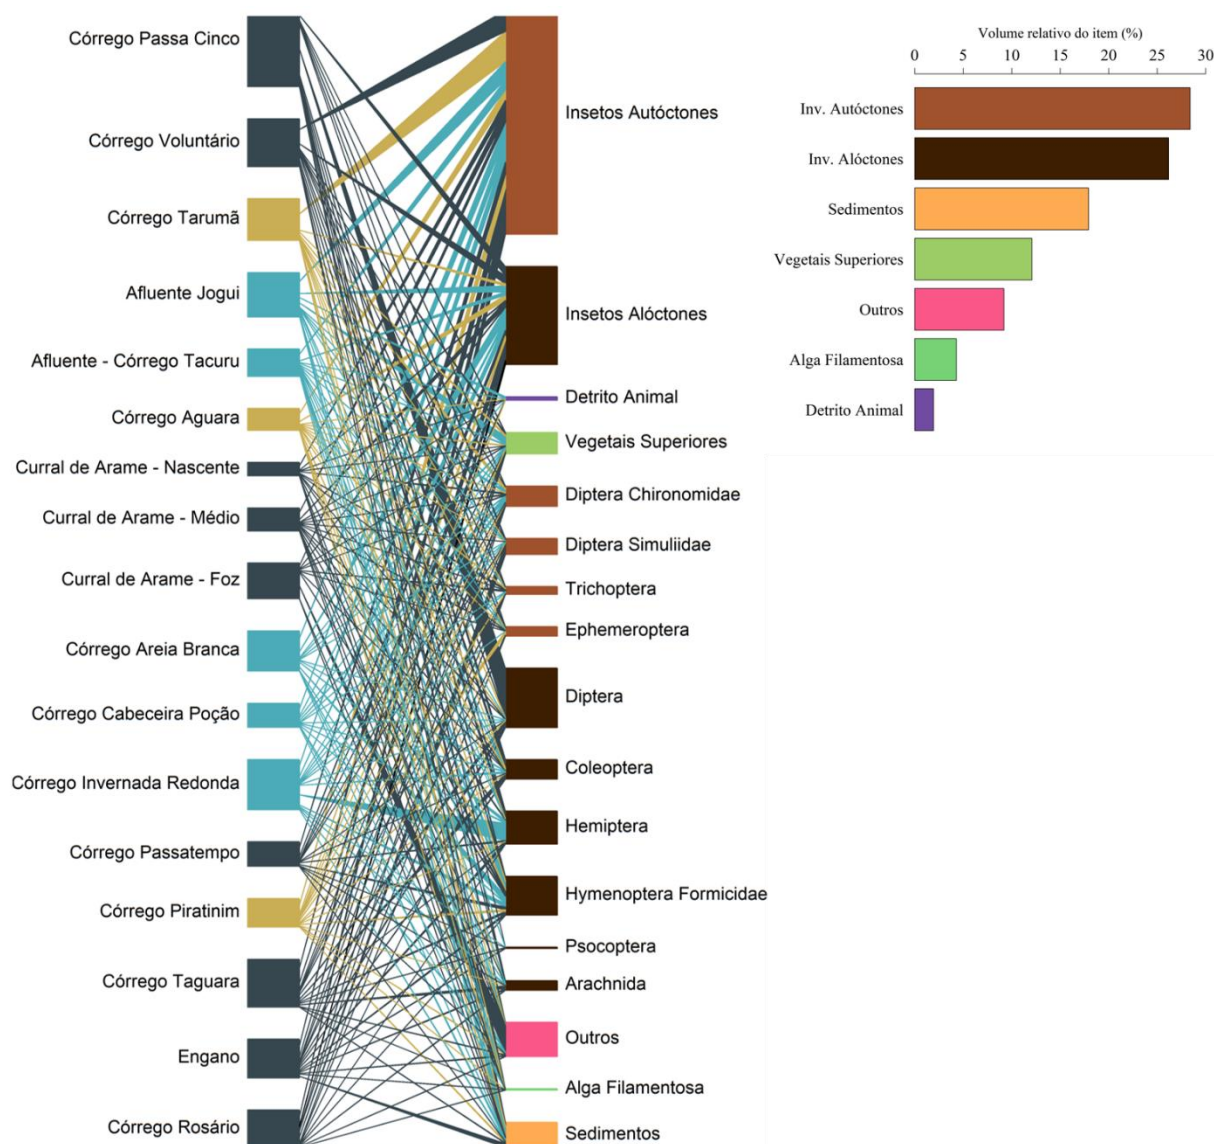 Córrego Passa Cinco
Córrego Voluntário
Córrego Tarumã
Afluente Jogui
Afluente - Córrego Tacuru
Córrego Aguara
Curral de Arame - Nascente
Curral de Arame - Médio
Curral de Arame - Foz
Córrego Areia Branca
Córrego Cabeceira Poção
Córrego Invernada Redonda
Córrego Passatempo
Córrego Piratinim
Córrego Taguara
Engano
Córrego Rosário
Insetos Autóctones
Insetos Alóctones
Detrito Animal
Vegetais Superiores
Diptera Chironomidae
Diptera Simuliidae
Trichoptera
Ephemeroptera
Diptera
Coleoptera
Hemiptera
Hymenoptera Formicidae
Psocoptera
Arachnida
Outros
Alga Filamentosa
Sedimentos
Volume relativo do item (%)
0 5 10 15 20 25 30
Inv. Autóctones
Inv. Alóctones
Sedimentos
Vegetais Superiores
Outros
Alga Filamentosa
Detrito Animal